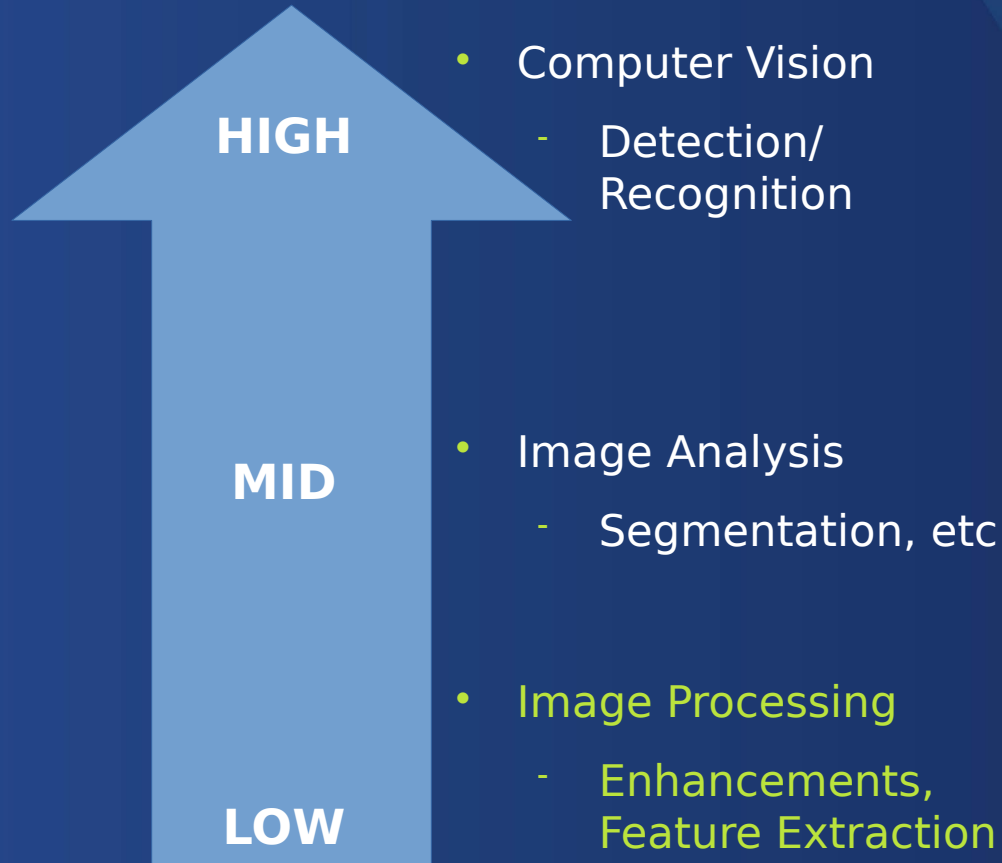 HIGH
• Computer Vision
- Detection/
Recognition
MID
• Image Analysis
- Segmentation, etc
LOW
• Image Processing
- Enhancements,
Feature Extraction